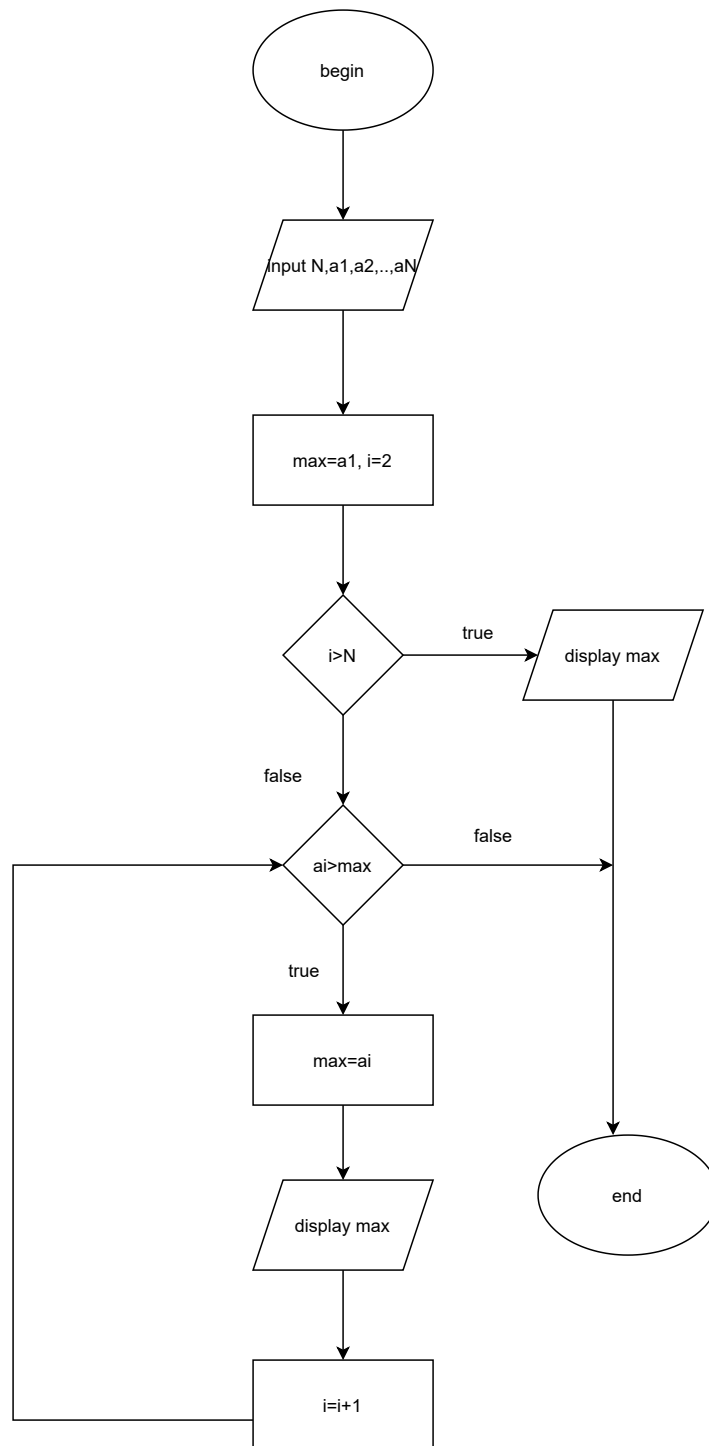 begin
input N,a1,a2,..,aN
max=a1, i=2
i>N
true
display max
false
ai>max
false
true
max=ai
display max
end
i=i+1